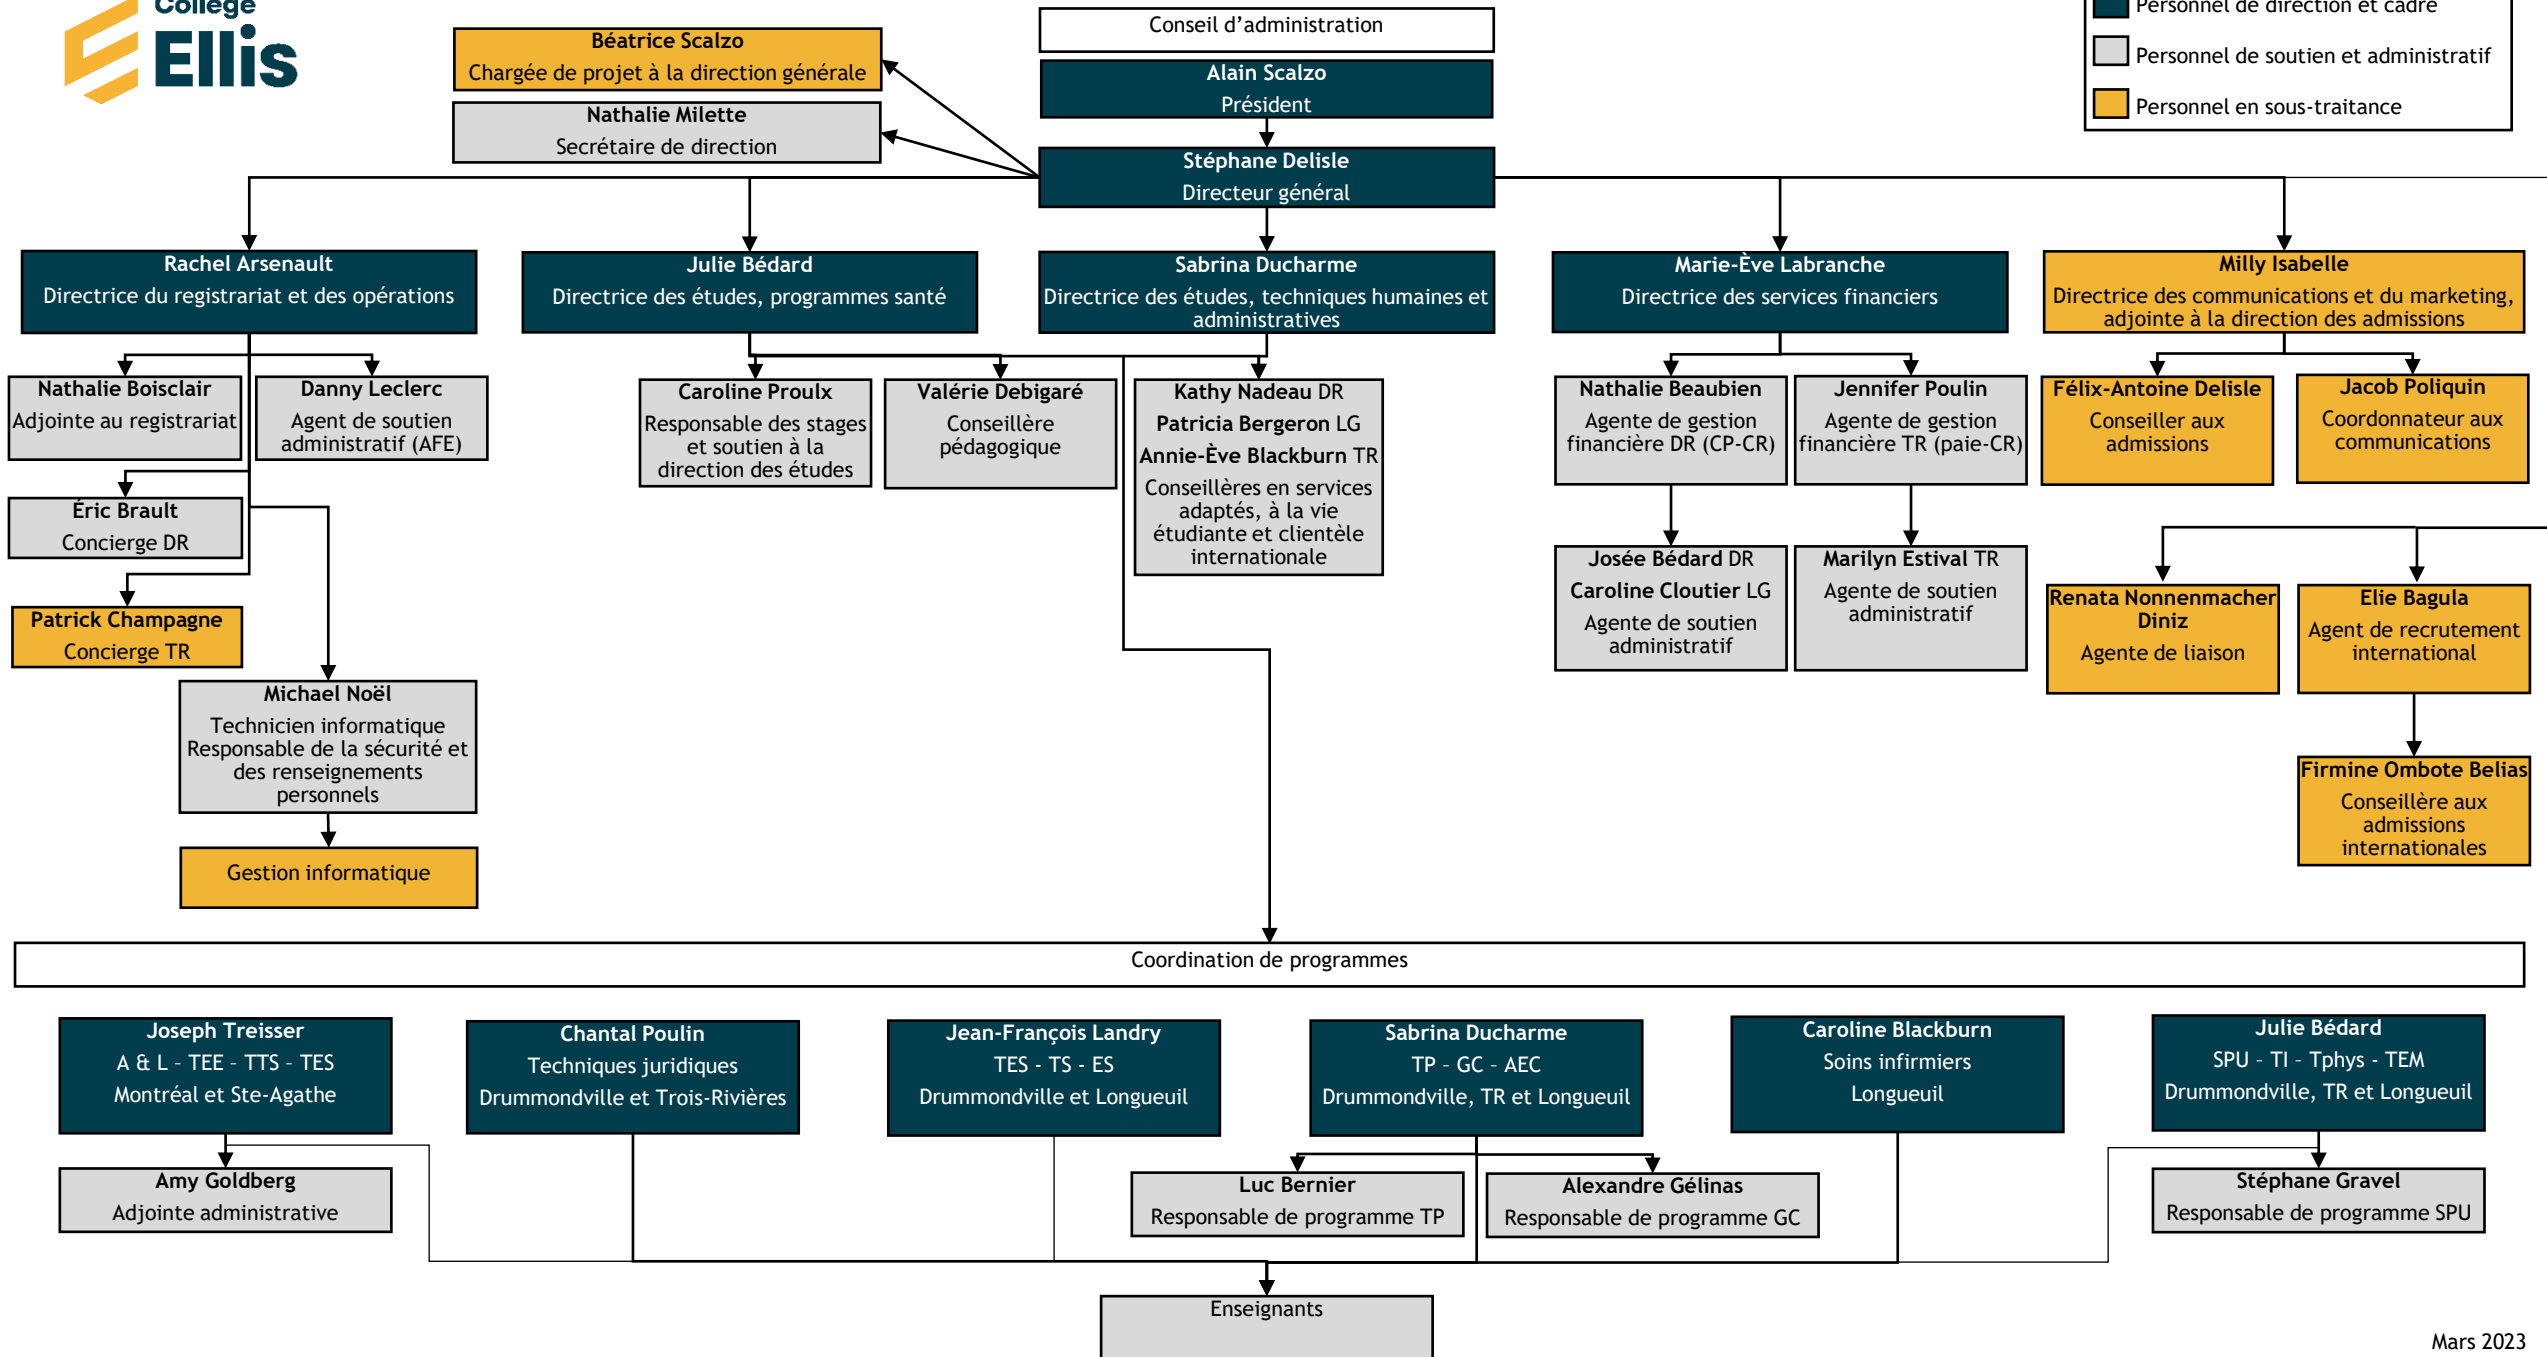 Collège
Ellis
Béatrice Scalzo
Chargée de projet à la direction générale
Nathalie Milette
Secrétaire de direction
Conseil d’administration
Alain Scalzo
Président
Stéphane Delisle
Directeur général
Personnel de direction et cadre
Personnel de soutien et administratif
Personnel en sous-traitance
Rachel Arsenault
Directrice du registrariat et des opérations
Julie Bédard
Directrice des études, programmes santé
Sabrina Ducharme
Directrice des études, techniques humaines et
administratives
Marie-Ève Labranche
Directrice des services financiers
Milly Isabelle
Directrice des communications et du marketing,
adjointe à la direction des admissions
Nathalie Boisclair
Adjointe au registrariat
Danny Leclerc
Agent de soutien
administratif (AFE)
Caroline Proulx
Responsable des stages
et soutien à la
direction des études
Valérie Debigaré
Conseillère
pédagogique
Kathy Nadeau DR
Patricia Bergeron LG
Annie-Ève Blackburn TR
Conseillères en services
adaptés, à la vie
étudiante et clientèle
internationale
Nathalie Beaubien
Agente de gestion
financière DR (CP-CR)
Jennifer Poulin
Agente de gestion
financière TR (paie-CR)
Félix-Antoine Delisle
Conseiller aux
admissions
Jacob Poliquin
Coordonnateur aux
communications
Éric Brault
Concierge DR
Patrick Champagne
Concierge TR
Josée Bédard DR
Caroline Cloutier LG
Agente de soutien
administratif
Marilyn Estival TR
Agente de soutien
administratif
Renata Nonnenmacher
Diniz
Agente de liaison
Elie Bagula
Agent de recrutement
international
Michael Noël
Technicien informatique
Responsable de la sécurité et
des renseignements
personnels
Firmine Ombote Belias
Conseillère aux
admissions
internationales
Gestion informatique
Coordination de programmes
Joseph Treisser
A & L – TEE – TTS – TES
Montréal et Ste-Agathe
Chantal Poulin
Techniques juridiques
Drummondville et Trois-Rivières
Jean-François Landry
TES - TS - ES
Drummondville et Longueuil
Sabrina Ducharme
TP – GC – AEC
Drummondville, TR et Longueuil
Caroline Blackburn
Soins infirmiers
Longueuil
Julie Bédard
SPU – TI - Tphys - TEM
Drummondville, TR et Longueuil
Amy Goldberg
Adjointe administrative
Luc Bernier
Responsable de programme TP
Alexandre Gélinas
Responsable de programme GC
Stéphane Gravel
Responsable de programme SPU
Enseignants
Mars 2023